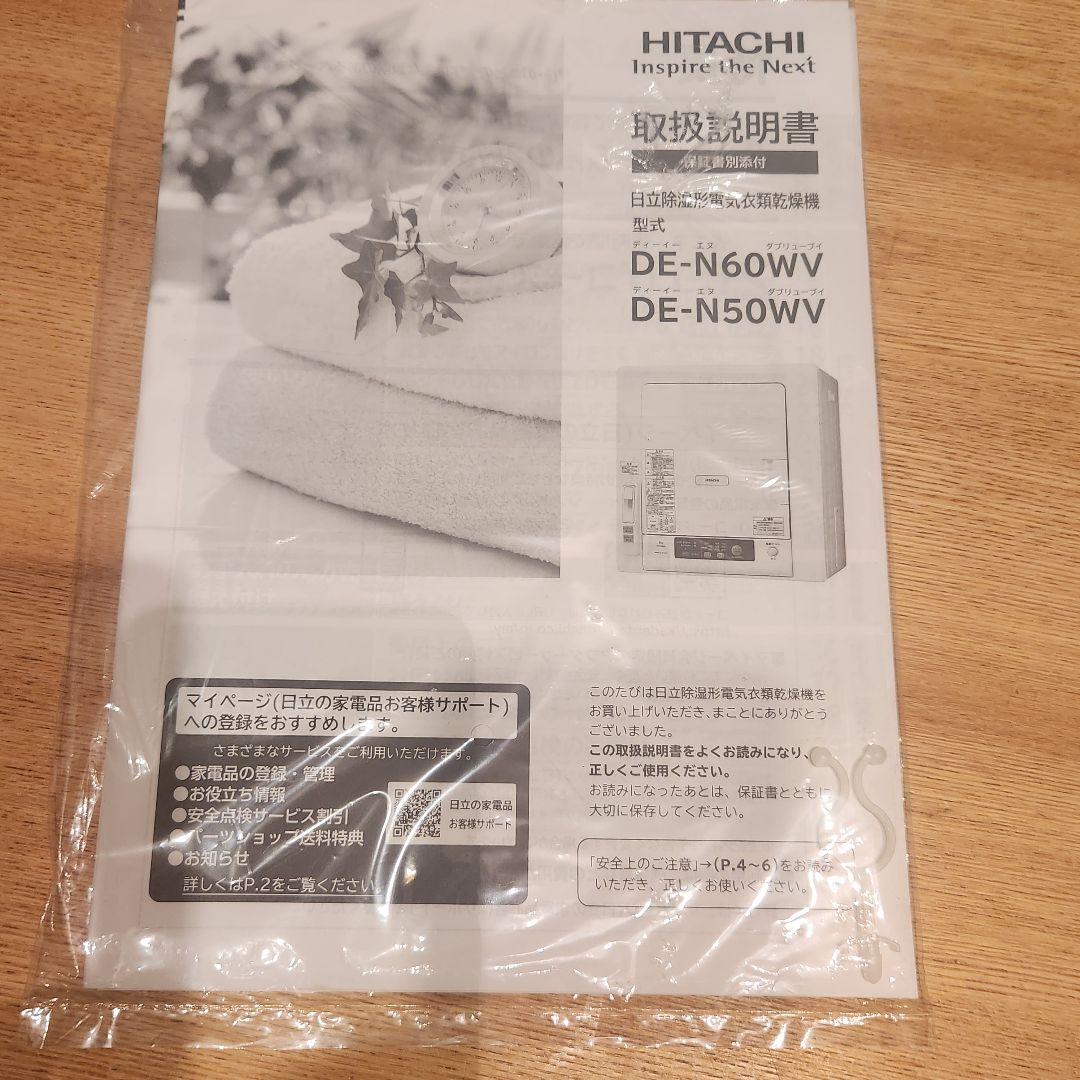 HITACHI
Inspire the Next
取扱説明書
保証書別添付
日立除湿形電気衣類乾燥機
型式
ディーイー エヌ ダブリューブイ
DE-N60WV
ディーイー エヌ ダブリューブイ
DE-N50WV
HITACHI
マイページ(日立の家電品お客様サポート)
への登録をおすすめします。
さまざまなサービスをご利用いただけます。
●家電品の登録・管理
●お役立ち情報
●安全点検サービス割引
●パーツショップ送料特典
●お知らせ
詳しくはP.2をご覧ください。
日立の家電品
お客様サポート
このたびは日立除湿形電気衣類乾燥機を
お買い上げいただき、まことにありがとう
ございました。
この取扱説明書をよくお読みになり、
正しくご使用ください。
お読みになったあとは、保証書とともに
大切に保存してください。
「安全上のご注意」→(P.4～6)をお読み
いただき、正しくお使いください。